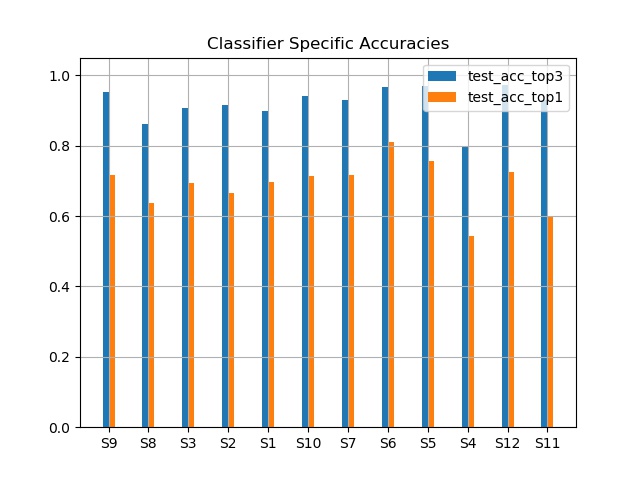 Classifier Specific Accuracies
test_acc_top3
test_acc_top1
1.0
0.8
0.6
0.4
0.2
0.0
S9 S8 S3 S2 S1 S10 S7 S6 S5 S4 S12 S11